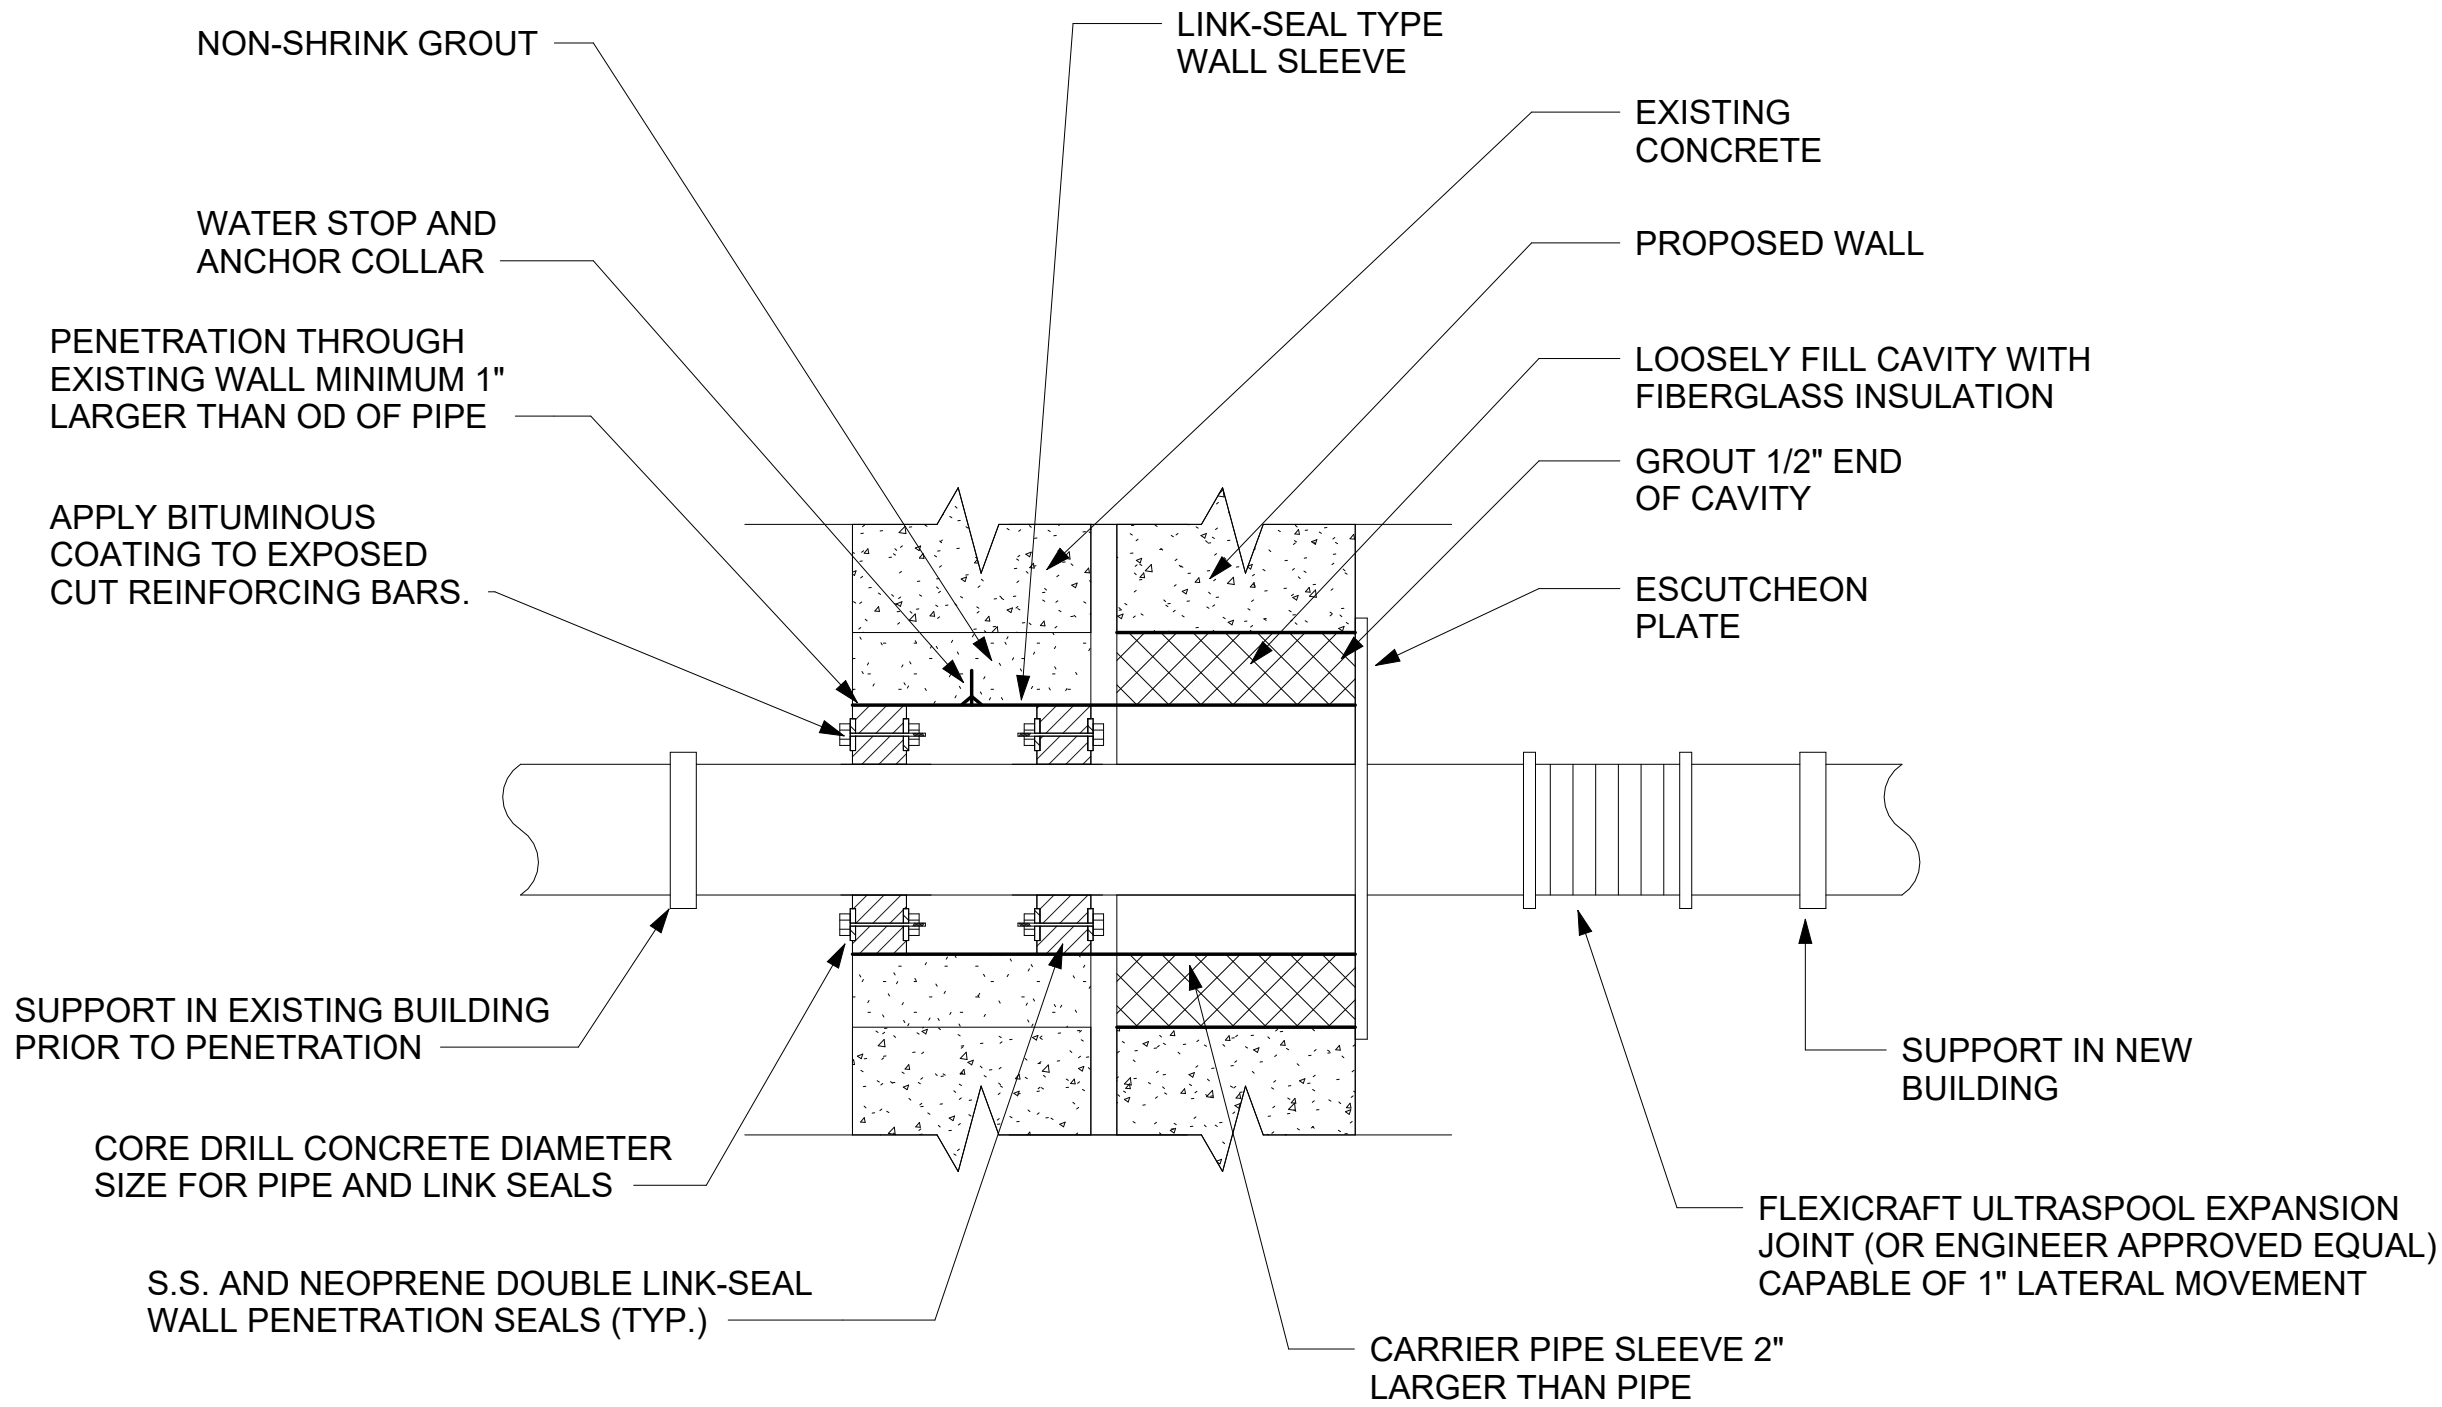 NON-SHRINK GROUT
LINK-SEAL TYPE
WALL SLEEVE
EXISTING
CONCRETE
WATER STOP AND
ANCHOR COLLAR
PROPOSED WALL
PENETRATION THROUGH
EXISTING WALL MINIMUM 1"
LARGER THAN OD OF PIPE
LOOSELY FILL CAVITY WITH
FIBERGLASS INSULATION
GROUT 1/2" END
OF CAVITY
APPLY BITUMINOUS
COATING TO EXPOSED
CUT REINFORCING BARS.
ESCUTCHEON
PLATE
SUPPORT IN EXISTING BUILDING
PRIOR TO PENETRATION
SUPPORT IN NEW
BUILDING
CORE DRILL CONCRETE DIAMETER
SIZE FOR PIPE AND LINK SEALS
FLEXICRAFT ULTRASPOOL EXPANSION
JOINT (OR ENGINEER APPROVED EQUAL)
CAPABLE OF 1" LATERAL MOVEMENT
S.S. AND NEOPRENE DOUBLE LINK-SEAL
WALL PENETRATION SEALS (TYP.)
CARRIER PIPE SLEEVE 2"
LARGER THAN PIPE